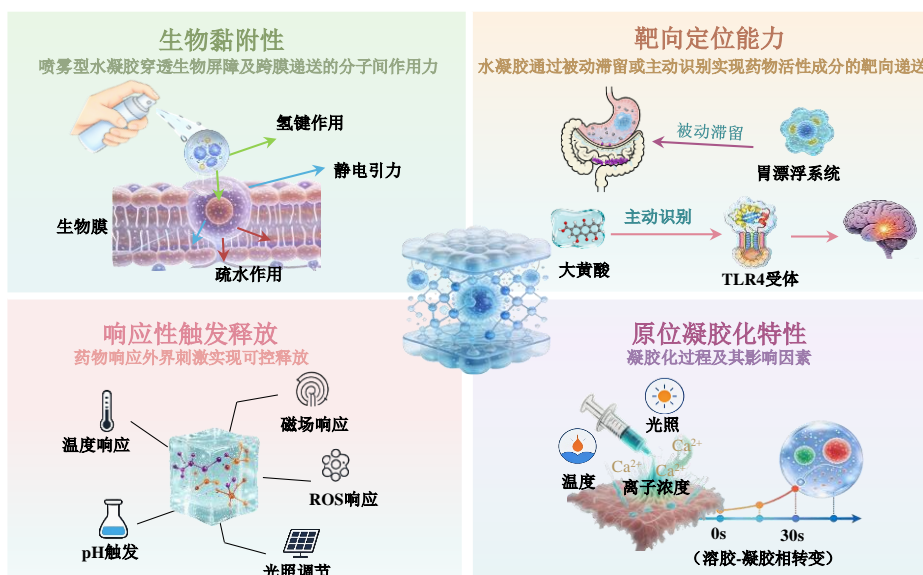 生物黏附性
喷雾型水凝胶穿透生物屏障及跨膜递送的分子间作用力
氢键作用
静电引力
生物膜
疏水作用
靶向定位能力
水凝胶通过被动滞留或主动识别实现药物活性成分的靶向递送
被动滞留
胃漂浮系统
主动识别
大黄酸
TLR4受体
响应性触发释放
药物响应外界刺激实现可控释放
温度响应
磁场响应
ROS响应
pH触发
光照调节
原位凝胶化特性
凝胶化过程及其影响因素
光照
温度
Ca²⁺
Ca²⁺
Ca²⁺
离子浓度
0s
30s
（溶胶-凝胶相转变）